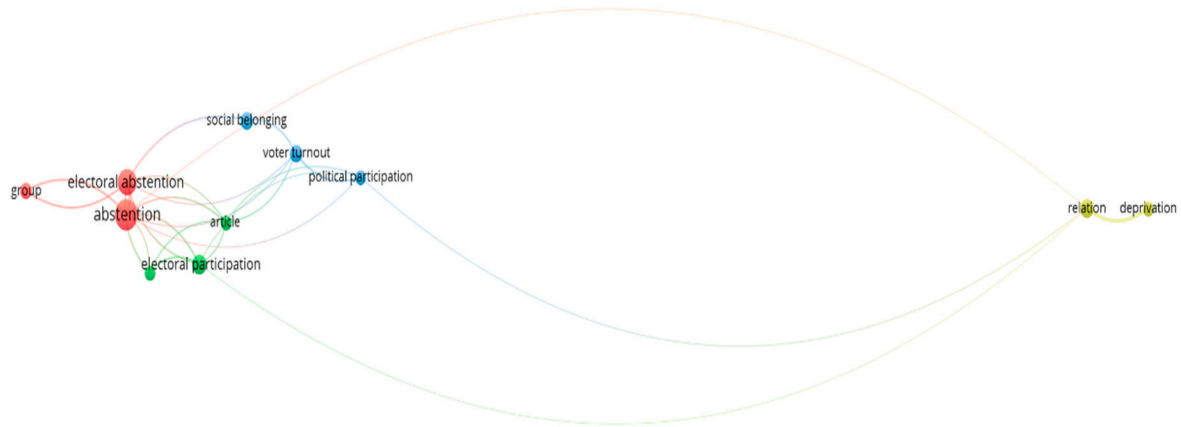 social belonging
voter turnout
political participation
electoral abstention
group
abstention
article
electoral participation
relation
deprivation